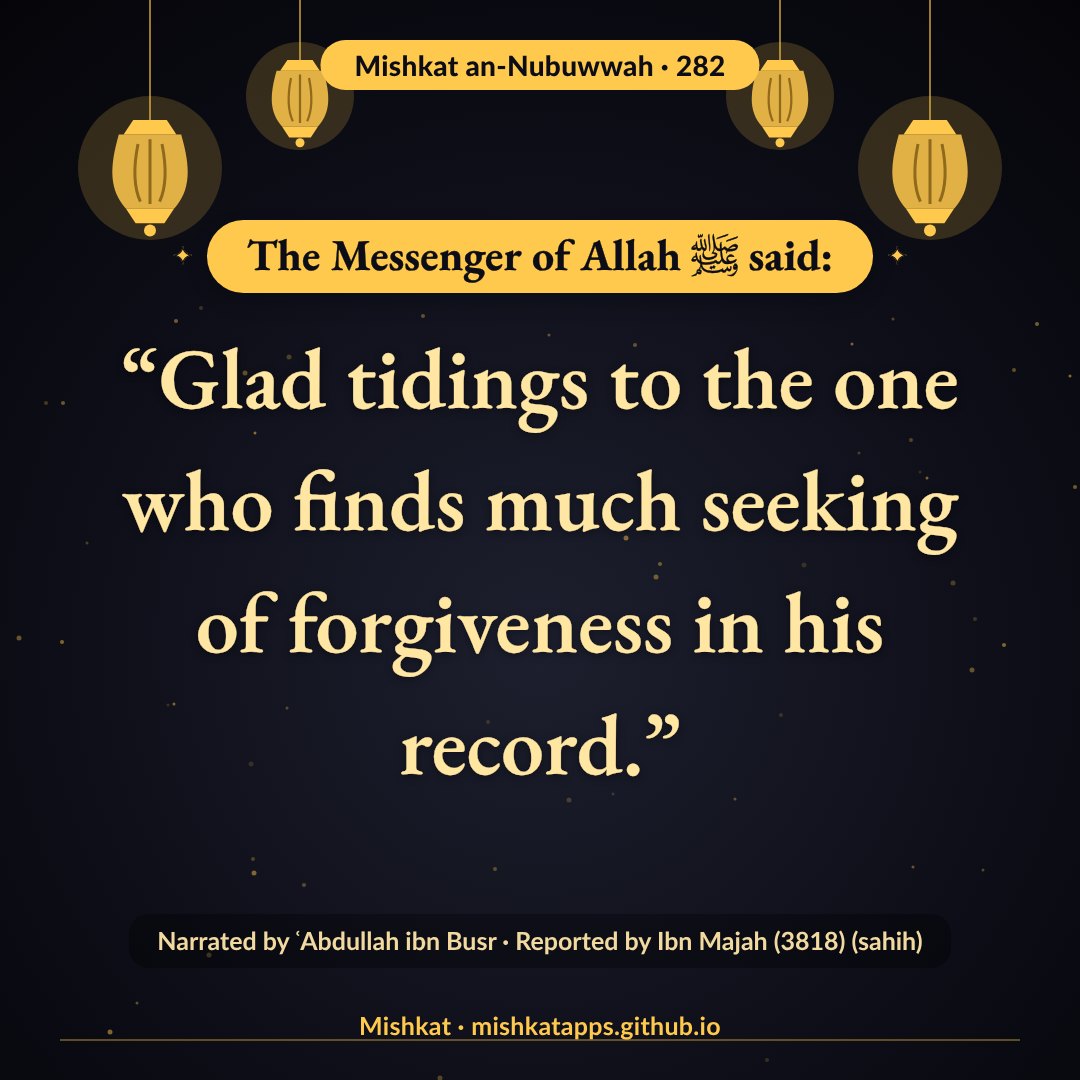 Mishkat an-Nubuwwah · 282
The Messenger of Allah ﷺ said:
“Glad tidings to the one
who finds much seeking
of forgiveness in his
record.”
Narrated by ʿAbdullah ibn Busr · Reported by Ibn Majah (3818) (sahih)
Mishkat · mishkatapps.github.io